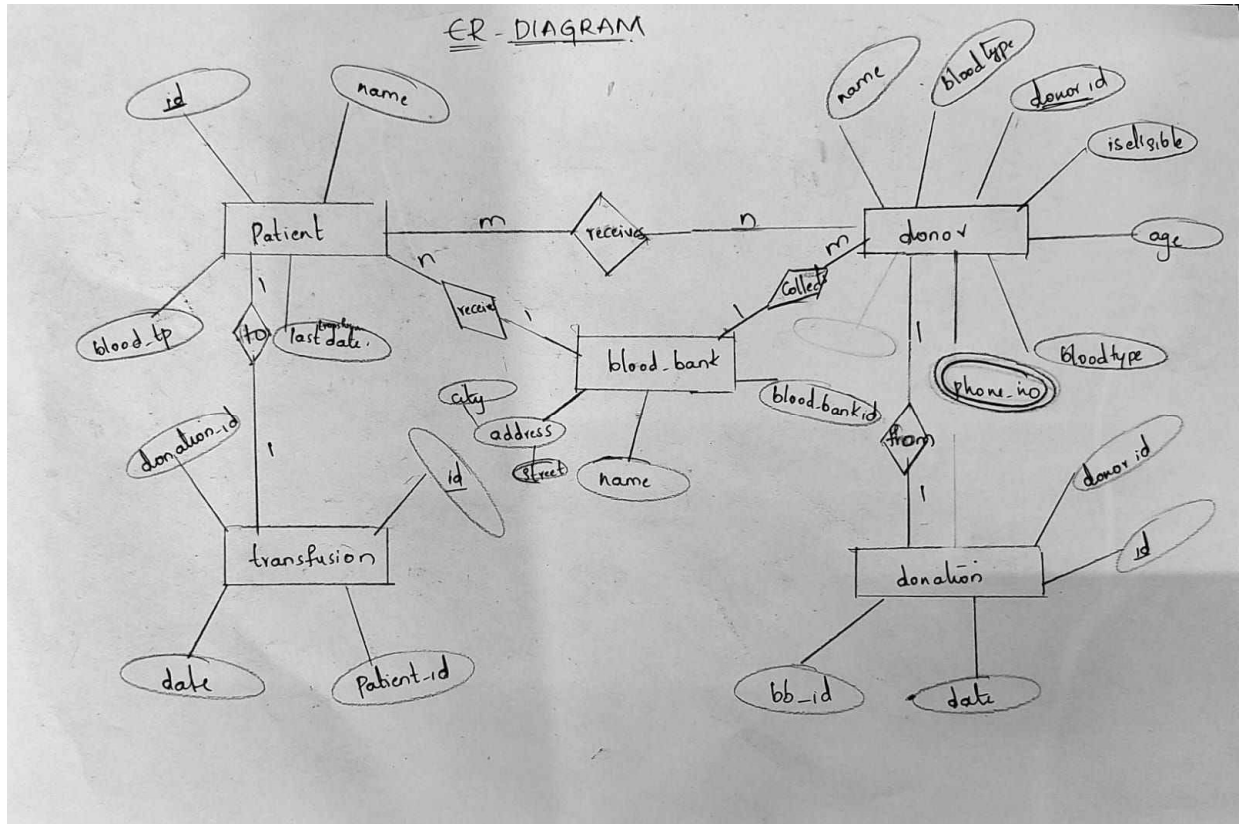 ER - DIAGRAM
id
name
name
bloodtype
donor id
iseligible
Patient
m
receives
n
donor
age
n
m
1
to
receive
1
1
Collect
1
blood_tp
last transfusion date.
blood_bank
phone_no
bloodtype
city
address
street
name
blood_bankid
from
donation_id
1
id
1
donor id
id
transfusion
donation
date
Patient_id
bb_id
date